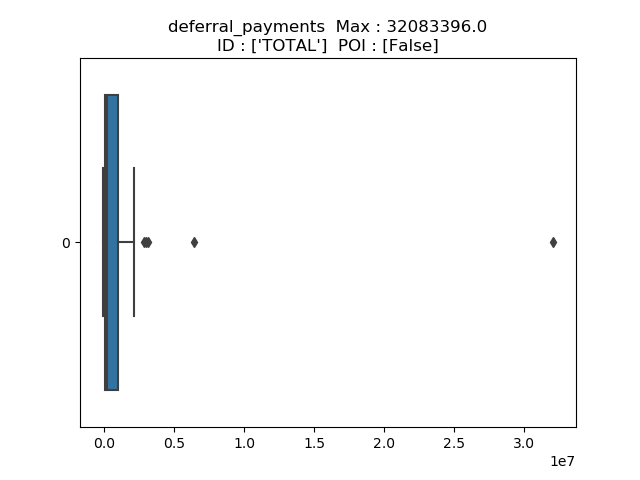 deferral_payments  Max : 32083396.0
ID : ['TOTAL']  POI : [False]
0
0.0 0.5 1.0 1.5 2.0 2.5 3.0
1e7